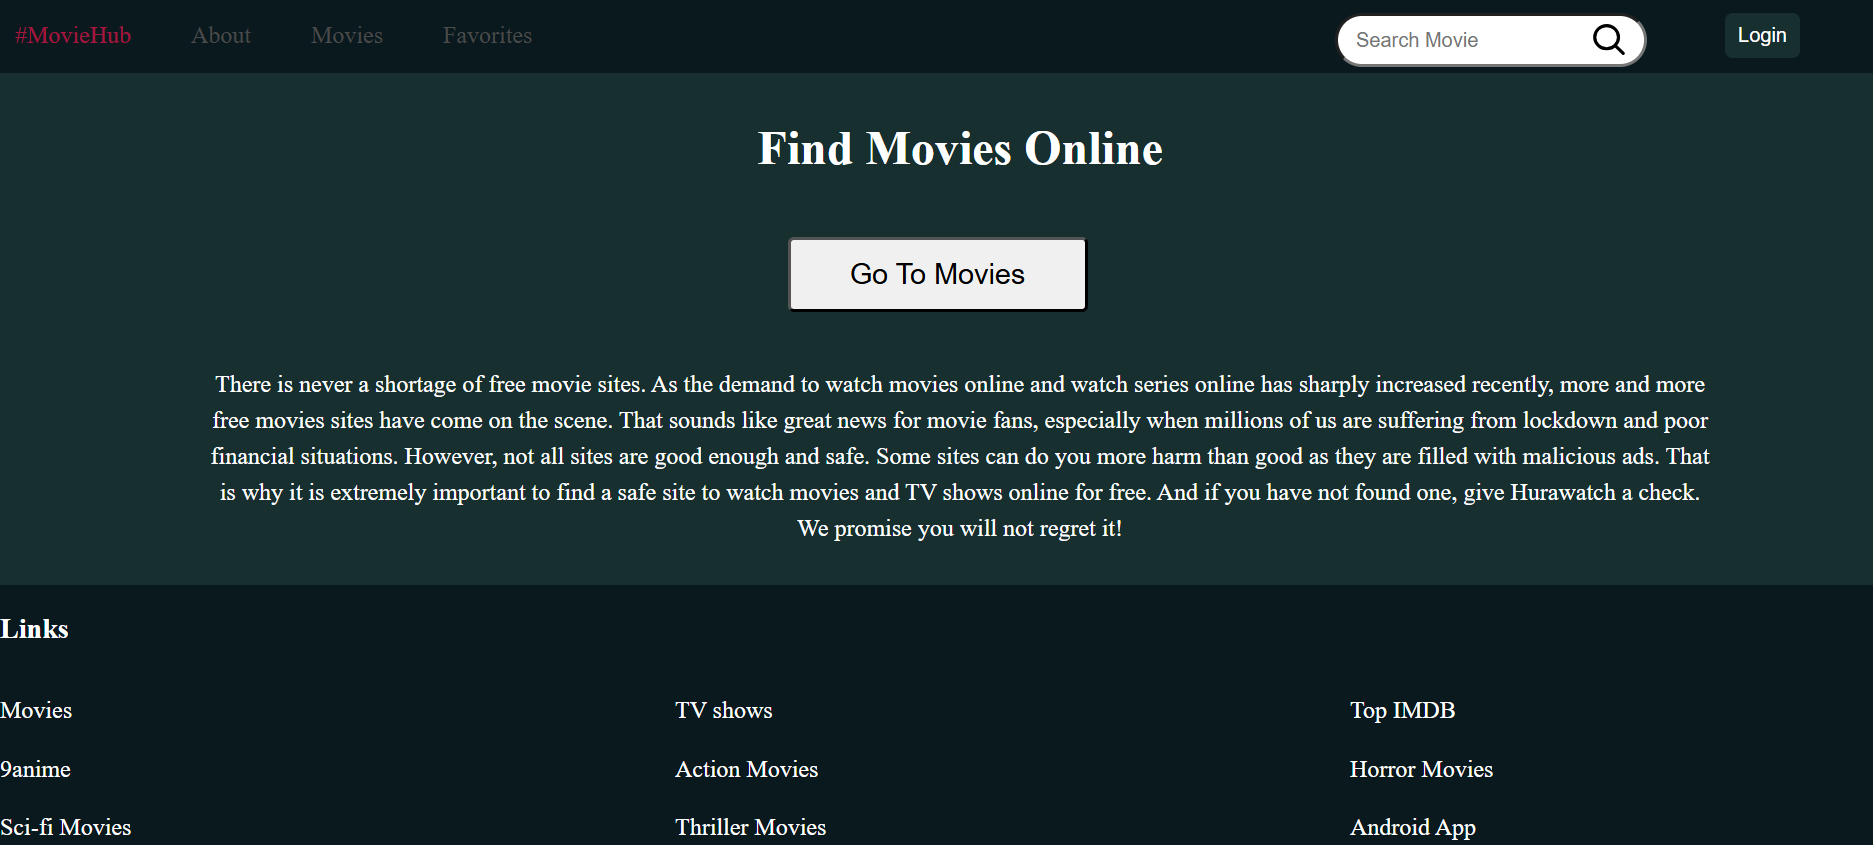 #MovieHub About Movies Favorites Search Movie Login
Find Movies Online
Go To Movies
There is never a shortage of free movie sites. As the demand to watch movies online and watch series online has sharply increased recently, more and more
free movies sites have come on the scene. That sounds like great news for movie fans, especially when millions of us are suffering from lockdown and poor
financial situations. However, not all sites are good enough and safe. Some sites can do you more harm than good as they are filled with malicious ads. That
is why it is extremely important to find a safe site to watch movies and TV shows online for free. And if you have not found one, give Hurawatch a check.
We promise you will not regret it!
Links
Movies TV shows Top IMDB
9anime Action Movies Horror Movies
Sci-fi Movies Thriller Movies Android App